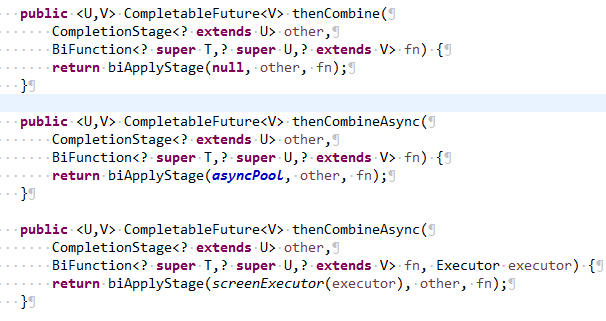 public <U,V> CompletableFuture<V> thenCombine(
CompletionStage<? extends U> other,
BiFunction<? super T,? super U,? extends V> fn) {
return biApplyStage(null, other, fn);
}
public <U,V> CompletableFuture<V> thenCombineAsync(
CompletionStage<? extends U> other,
BiFunction<? super T,? super U,? extends V> fn) {
return biApplyStage(asyncPool, other, fn);
}
public <U,V> CompletableFuture<V> thenCombineAsync(
CompletionStage<? extends U> other,
BiFunction<? super T,? super U,? extends V> fn, Executor executor) {
return biApplyStage(screenExecutor(executor), other, fn);
}